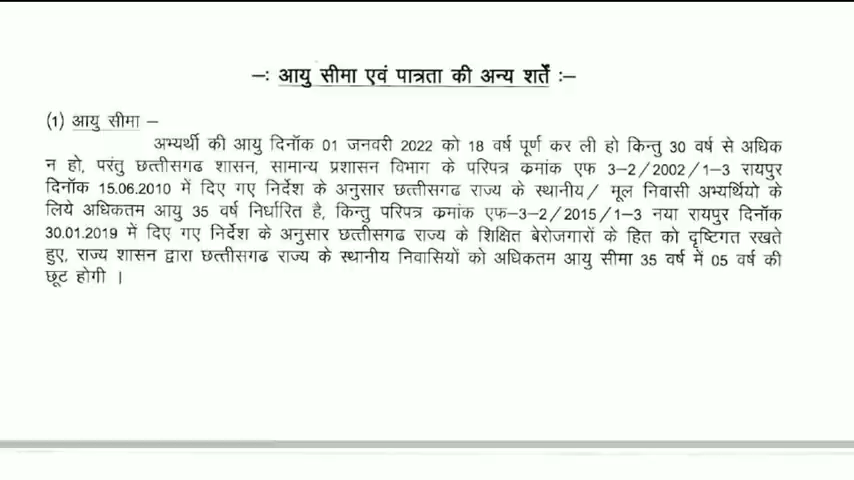 –: आयु सीमा एवं पात्रता की अन्य शर्तें :–
(1) आयु सीमा –
अभ्यर्थी की आयु दिनॉक 01 जनवरी 2022 को 18 वर्ष पूर्ण कर ली हो किन्तु 30 वर्ष से अधिक
न हो, परंतु छत्तीसगढ शासन, सामान्य प्रशासन विभाग के परिपत्र कमांक एफ 3–2/2002/1–3 रायपुर
दिनॉक 15.06.2010 में दिए गए निर्देश के अनुसार छत्तीसगढ राज्य के स्थानीय/ मूल निवासी अभ्यर्थियो के
लिये अधिकतम आयु 35 वर्ष निर्धारित है, किन्तु परिपत्र कमांक एफ–3–2/2015/1–3 नया रायपुर दिनॉक
30.01.2019 में दिए गए निर्देश के अनुसार छत्तीसगढ राज्य के शिक्षित बेरोजगारों के हित को दृष्टिगत रखते
हुए, राज्य शासन द्वारा छत्तीसगढ राज्य के स्थानीय निवासियों को अधिकतम आयु सीमा 35 वर्ष में 05 वर्ष की
छूट होगी ।